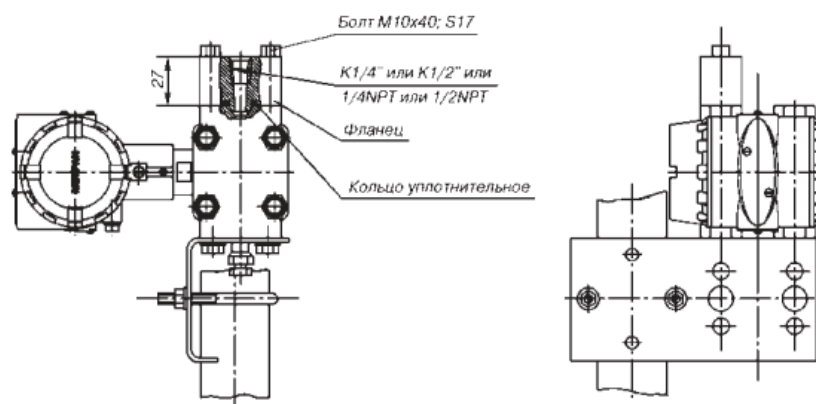 Болт М10х40; S17
27
К1/4" или К1/2" или
1/4NPT или 1/2NPT
Фланец
Кольцо уплотнительное